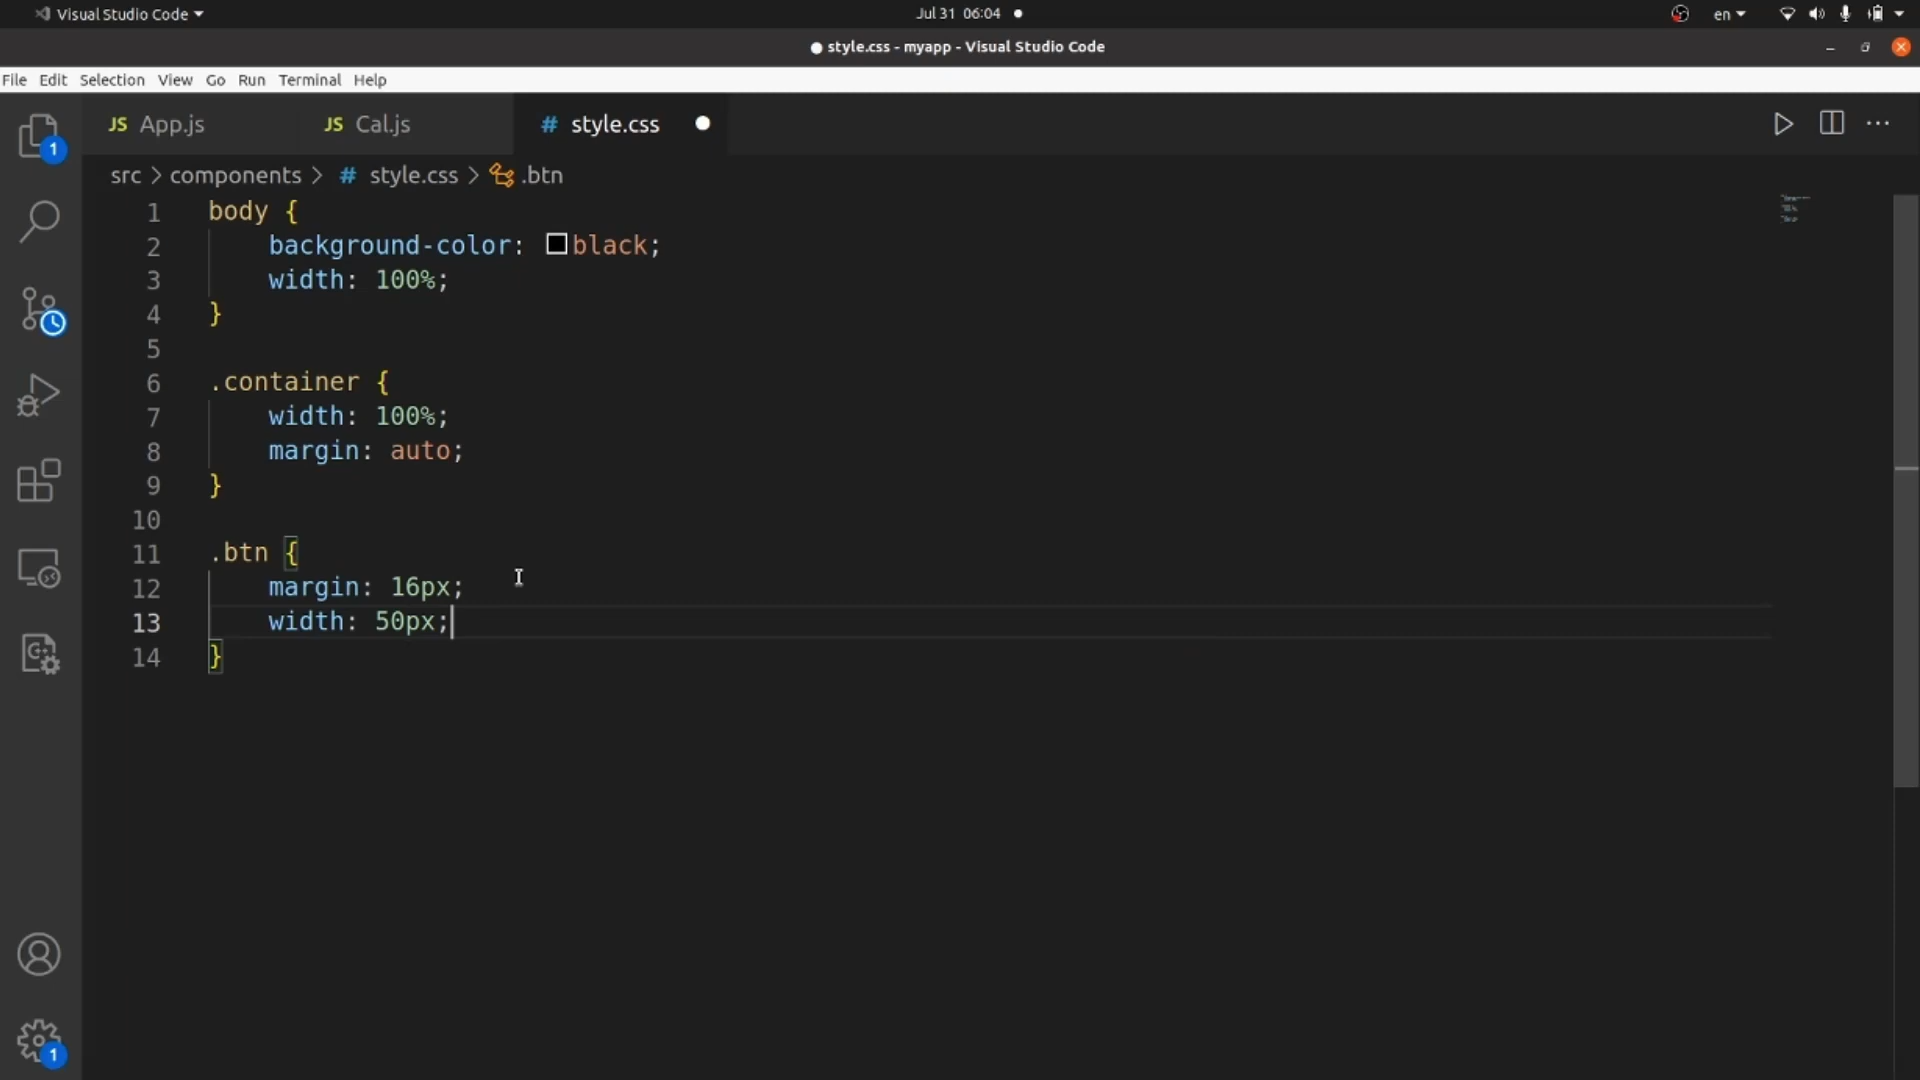 Visual Studio Code
Jul 31 06:04
en
style.css - myapp - Visual Studio Code
File Edit Selection View Go Run Terminal Help
1
JS App.js
JS Cal.js
# style.css
src > components > # style.css > .btn
1 body {
2 background-color: black;
3 width: 100%;
4 }
5
6 .container {
7 width: 100%;
8 margin: auto;
9 }
10
11 .btn {
12 margin: 16px;
13 width: 50px;
14 }
1